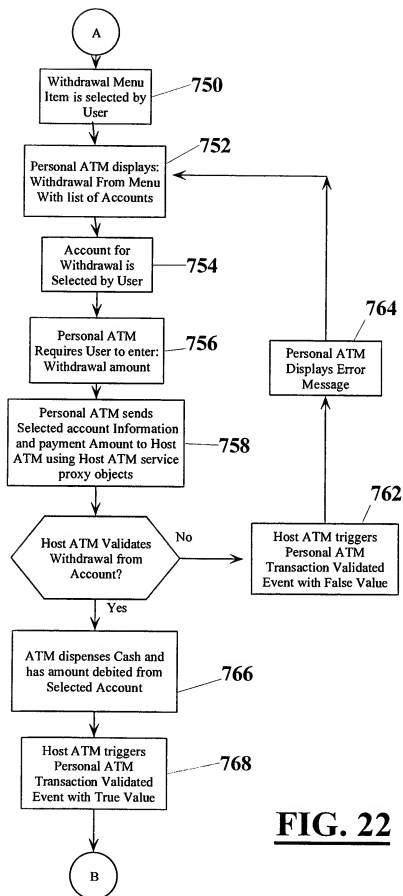 A
Withdrawal Menu
Item is selected by
User
750
752
Personal ATM displays:
Withdrawal From Menu
With list of Accounts
Account for
Withdrawal is
Selected by User
754
764
Personal ATM
Requires User to enter:
Withdrawal amount
756
Personal ATM
Displays Error
Message
Personal ATM sends
Selected account Information
and payment Amount to Host
ATM using Host ATM service
proxy objects
758
762
Host ATM Validates
Withdrawal from
Account?
No
Host ATM triggers
Personal ATM
Transaction Validated
Event with False Value
Yes
ATM dispenses Cash and
has amount debited from
Selected Account
766
Host ATM triggers
Personal ATM
Transaction Validated
Event with True Value
768
FIG. 22
B